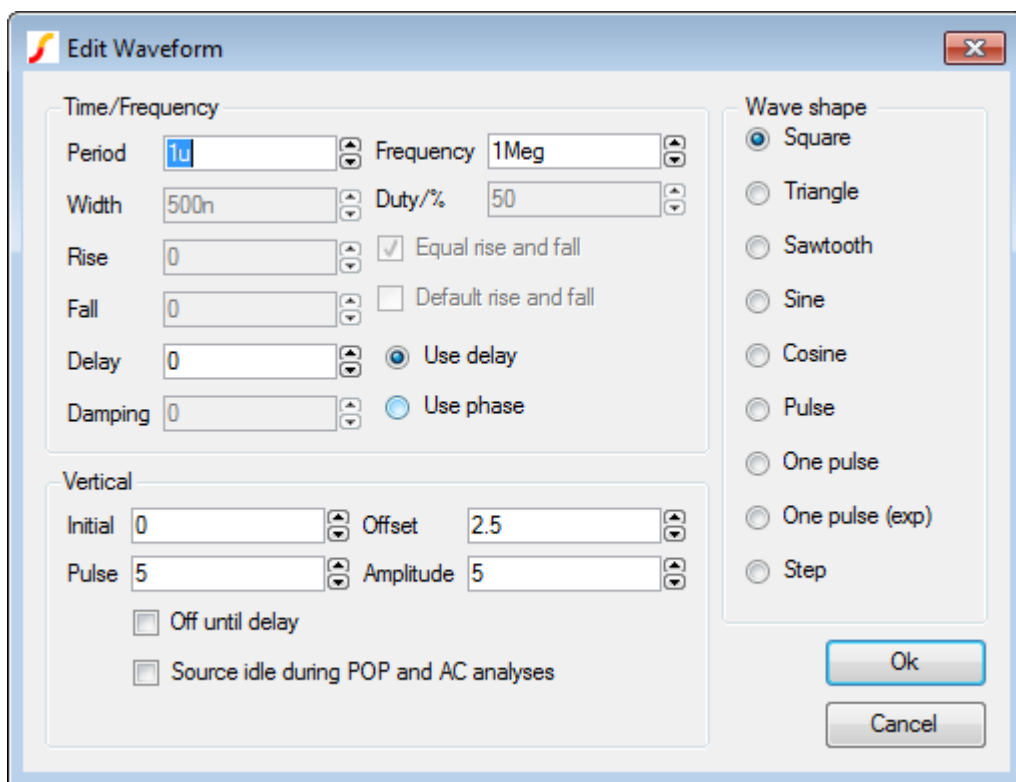 Edit Waveform
Time/Frequency
Period 1u Frequency 1Meg
Width 500n Duty/% 50
Rise 0 Equal rise and fall
Fall 0 Default rise and fall
Delay 0 Use delay
Damping 0 Use phase
Vertical
Initial 0 Offset 2.5
Pulse 5 Amplitude 5
Off until delay
Source idle during POP and AC analyses
Wave shape
Square
Triangle
Sawtooth
Sine
Cosine
Pulse
One pulse
One pulse (exp)
Step
Ok
Cancel